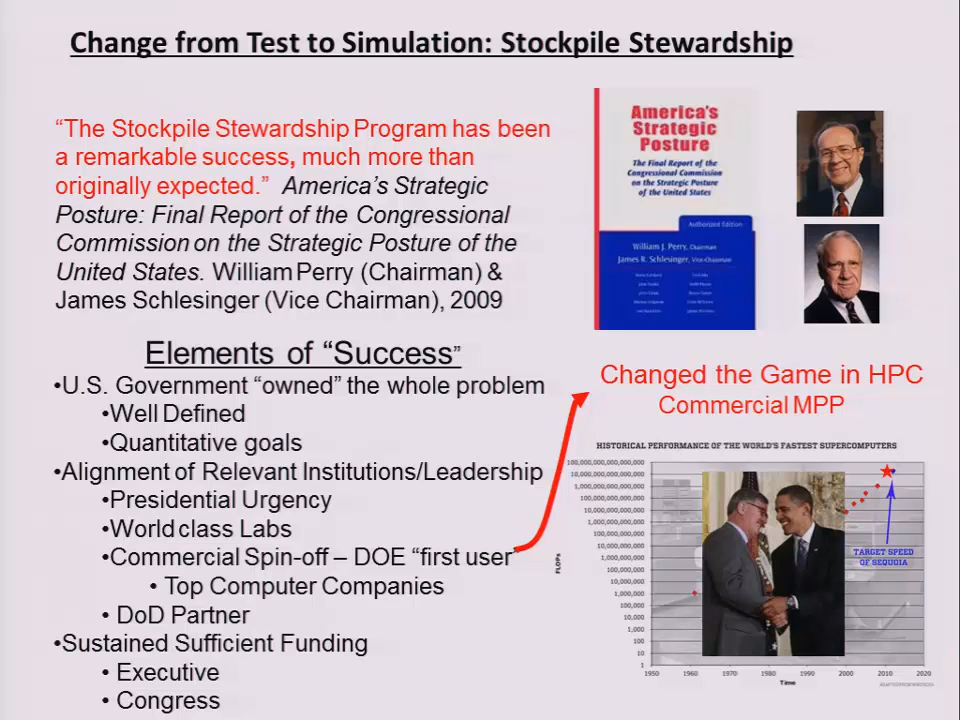 Change from Test to Simulation: Stockpile Stewardship
“The Stockpile Stewardship Program has been
a remarkable success, much more than
originally expected.” America’s Strategic
Posture: Final Report of the Congressional
Commission on the Strategic Posture of the
United States. William Perry (Chairman) &
James Schlesinger (Vice Chairman), 2009
Elements of “Success”
•U.S. Government “owned” the whole problem
•Well Defined
•Quantitative goals
•Alignment of Relevant Institutions/Leadership
•Presidential Urgency
•World class Labs
•Commercial Spin-off – DOE “first user”
• Top Computer Companies
• DoD Partner
•Sustained Sufficient Funding
• Executive
• Congress
America's
Strategic
Posture
The Final Report of the
Congressional Commission
on the Strategic Posture
of the United States
Authorized Edition
William J. Perry, Chairman
James R. Schlesinger, Vice-Chairman
Changed the Game in HPC
Commercial MPP
HISTORICAL PERFORMANCE OF THE WORLD'S FASTEST SUPERCOMPUTERS
100,000,000,000,000,000
10,000,000,000,000,000
1,000,000,000,000,000
100,000,000,000,000
10,000,000,000,000
1,000,000,000,000
100,000,000,000
10,000,000,000
1,000,000,000
100,000,000
10,000,000
1,000,000
100,000
10,000
1,000
100
10
1
FLOPs
TARGET SPEED
OF SEQUOIA
1950 1960 1970 1980 1990 2000 2010 2020
Time